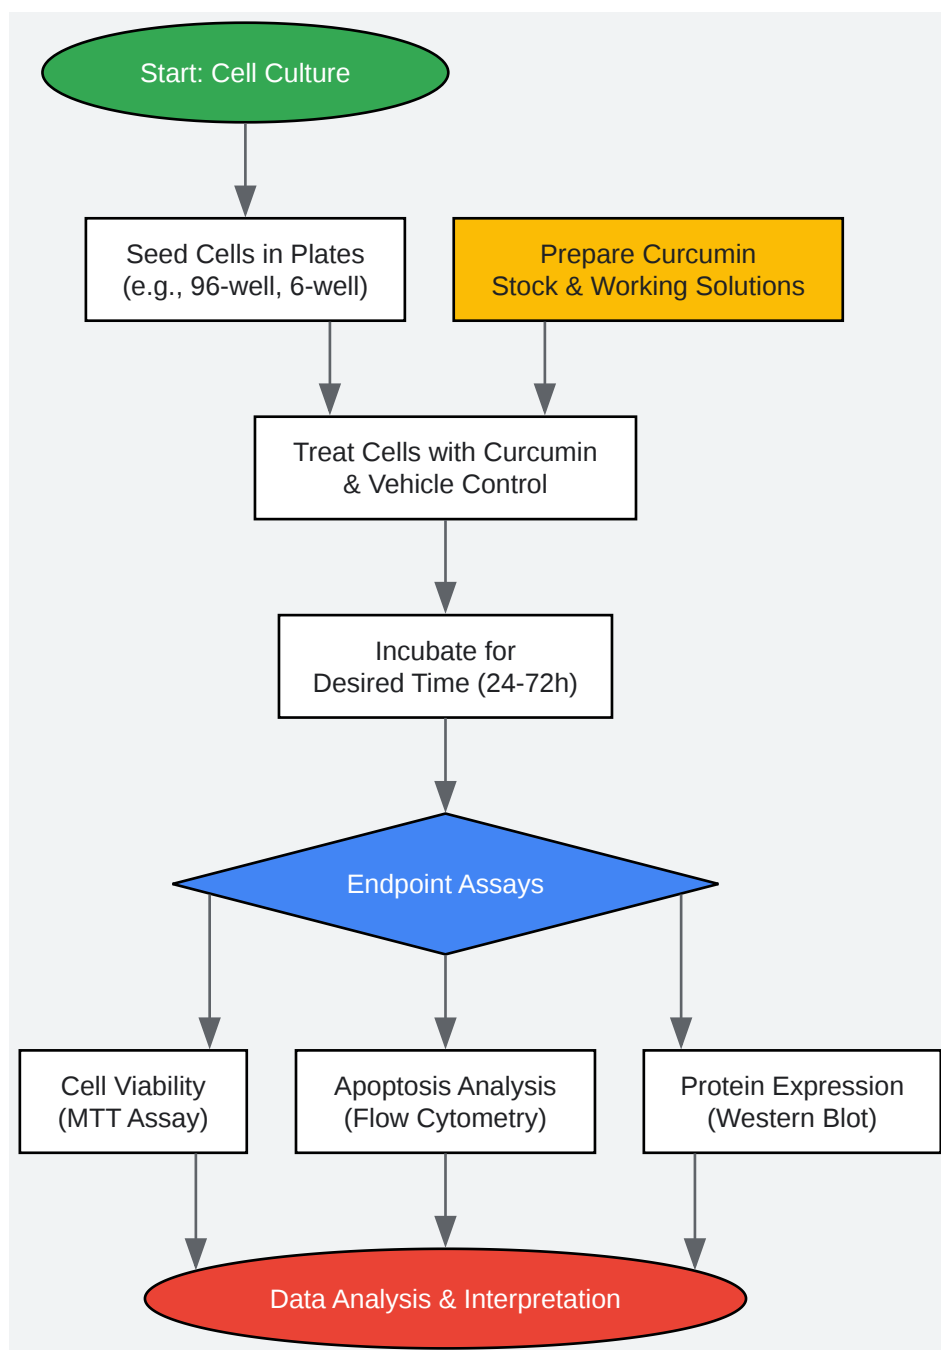 Start: Cell Culture
Seed Cells in Plates
(e.g., 96-well, 6-well)
Prepare Curcumin
Stock & Working Solutions
Treat Cells with Curcumin
& Vehicle Control
Incubate for
Desired Time (24-72h)
Endpoint Assays
Cell Viability
(MTT Assay)
Apoptosis Analysis
(Flow Cytometry)
Protein Expression
(Western Blot)
Data Analysis & Interpretation